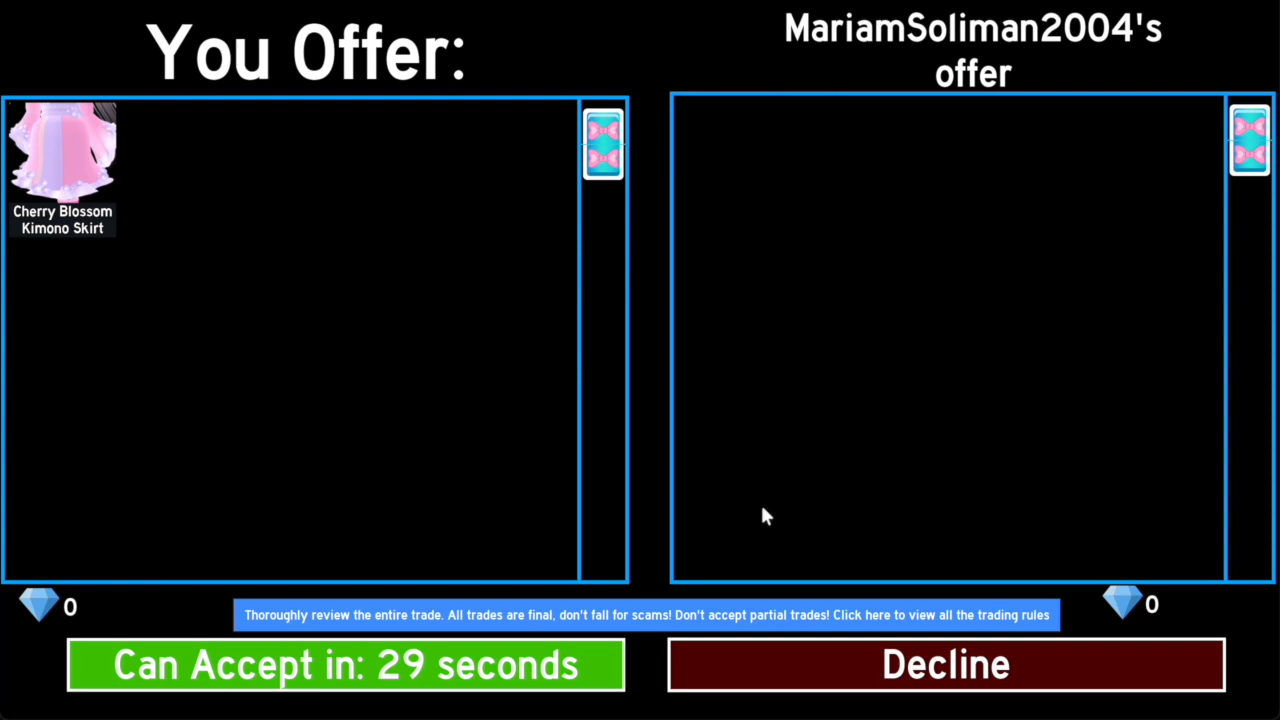 You Offer:
MariamSoliman2004's
offer
Cherry Blossom
Kimono Skirt
0
Thoroughly review the entire trade. All trades are final, don't fall for scams! Don't accept partial trades! Click here to view all the trading rules
0
Can Accept in: 29 seconds
Decline